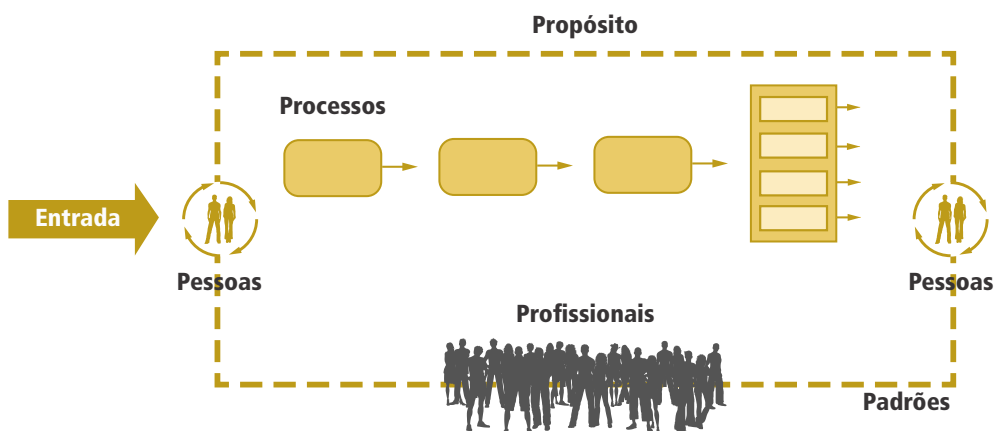 Propósito
Processos
Entrada
Pessoas
Pessoas
Profissionais
Padrões